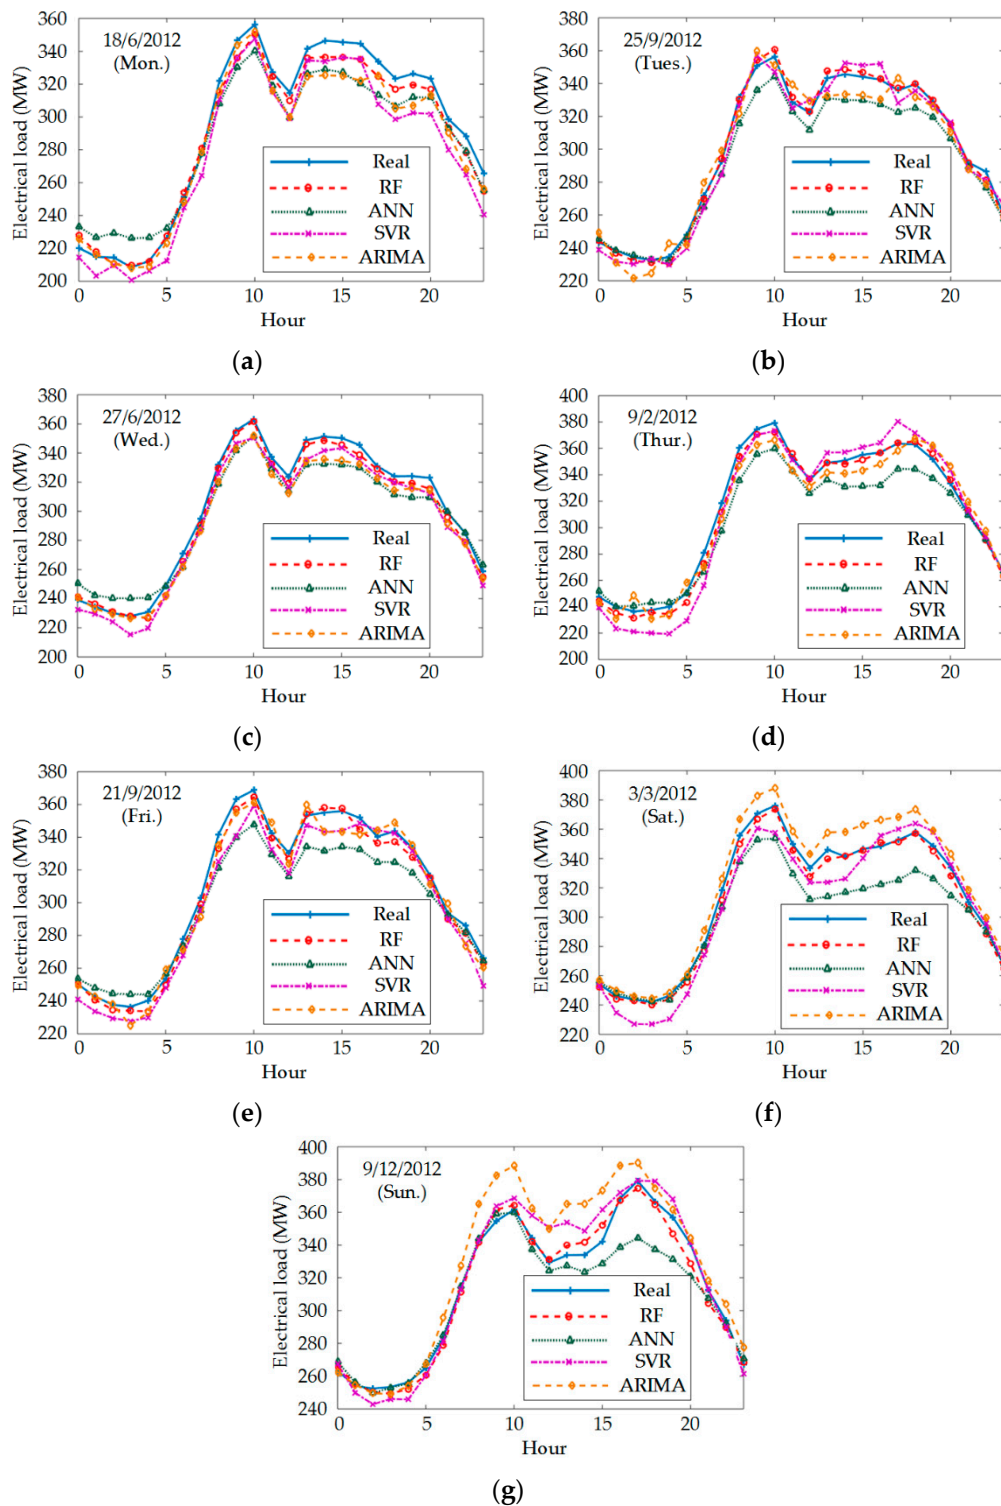 360
340
320
300
280
260
240
220
200
Electrical load (MW)
18/6/2012
(Mon.)
Real
RF
ANN
SVR
ARIMA
0 5 10 15 20
Hour
(a)
380
360
340
320
300
280
260
240
220
Electrical load (MW)
25/9/2012
(Tues.)
Real
RF
ANN
SVR
ARIMA
0 5 10 15 20
Hour
(b)
380
360
340
320
300
280
260
240
220
200
Electrical load (MW)
27/6/2012
(Wed.)
Real
RF
ANN
SVR
ARIMA
0 5 10 15 20
Hour
(c)
400
380
360
340
320
300
280
260
240
220
200
Electrical load (MW)
9/2/2012
(Thur.)
Real
RF
ANN
SVR
ARIMA
0 5 10 15 20
Hour
(d)
380
360
340
320
300
280
260
240
220
Electrical load (MW)
21/9/2012
(Fri.)
Real
RF
ANN
SVR
ARIMA
0 5 10 15 20
Hour
(e)
400
380
360
340
320
300
280
260
240
220
Electrical load (MW)
3/3/2012
(Sat.)
Real
RF
ANN
SVR
ARIMA
0 5 10 15 20
Hour
(f)
400
380
360
340
320
300
280
260
240
Electrical load (MW)
9/12/2012
(Sun.)
Real
RF
ANN
SVR
ARIMA
0 5 10 15 20
Hour
(g)